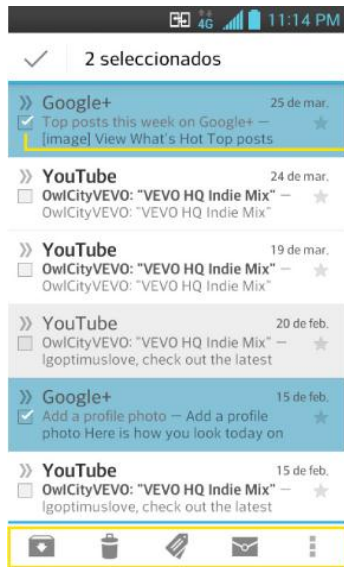 4G 11:14 PM
2 seleccionados
Google+ 25 de mar.
Top posts this week on Google+ –
[image] View What's Hot Top posts
YouTube 24 de mar.
OwlCityVEVO: "VEVO HQ Indie Mix" –
OwlCityVEVO: "VEVO HQ Indie Mix"
YouTube 19 de mar.
OwlCityVEVO: "VEVO HQ Indie Mix" –
OwlCityVEVO: "VEVO HQ Indie Mix"
YouTube 20 de feb.
OwlCityVEVO: "VEVO HQ Indie Mix" –
lgoptimuslove, check out the latest
Google+ 15 de feb.
Add a profile photo – Add a profile
photo Here is how you look today on
YouTube 15 de feb.
OwlCityVEVO: "VEVO HQ Indie Mix" –
lgoptimuslove, check out the latest